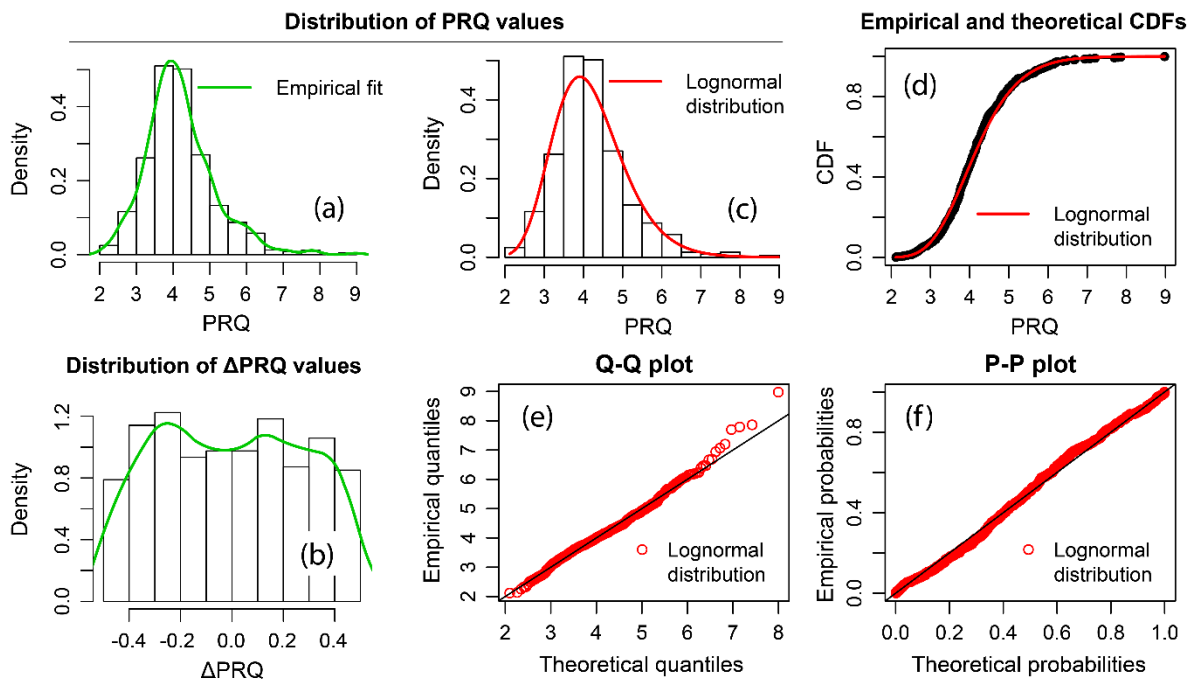 Distribution of PRQ values
Empirical and theoretical CDFs
Density
0.0
0.2
0.4
Empirical fit
(a)
2 3 4 5 6 7 8 9
PRQ
Density
0.0
0.2
0.4
Lognormal
distribution
(c)
2 3 4 5 6 7 8 9
PRQ
CDF
0.0
0.4
0.8
(d)
Lognormal
distribution
2 3 4 5 6 7 8 9
PRQ
Distribution of ΔPRQ values
Density
0.0
0.4
0.8
1.2
(b)
-0.4 -0.2 0.0 0.2 0.4
ΔPRQ
Q-Q plot
Empirical quantiles
9
8
7
6
5
4
3
2
(e)
Lognormal
distribution
2 3 4 5 6 7 8
Theoretical quantiles
P-P plot
Empirical probabilities
0.0
0.4
0.8
(f)
Lognormal
distribution
0.0 0.2 0.4 0.6 0.8 1.0
Theoretical probabilities